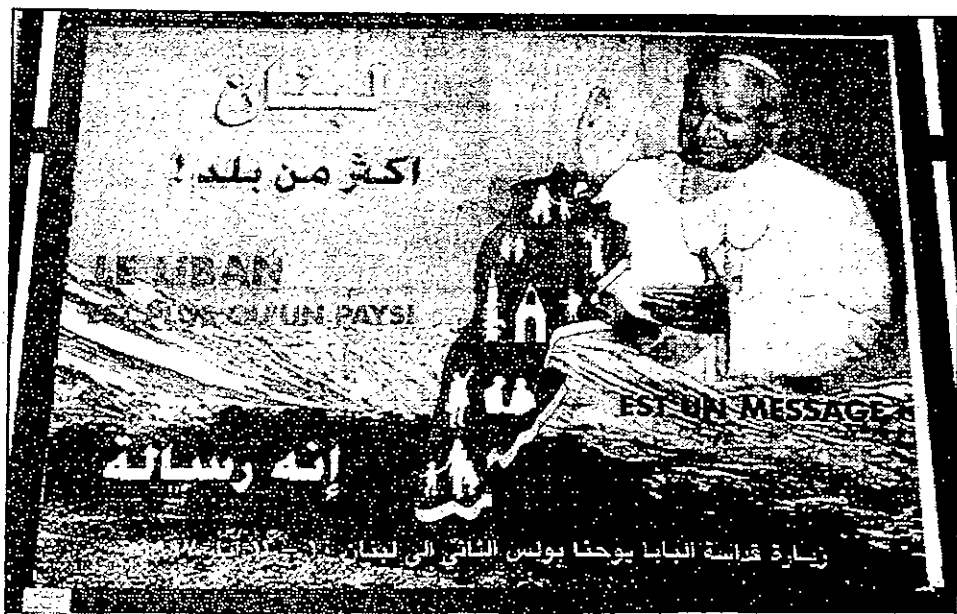 لبنان
اكثر من بلد !
LE LIBAN
PLUS QU'UN PAYS!
EST UN MESSAGE
إنه رسالة
زيارة قداسة البابا يوحنا بولس الثاني الى لبنان